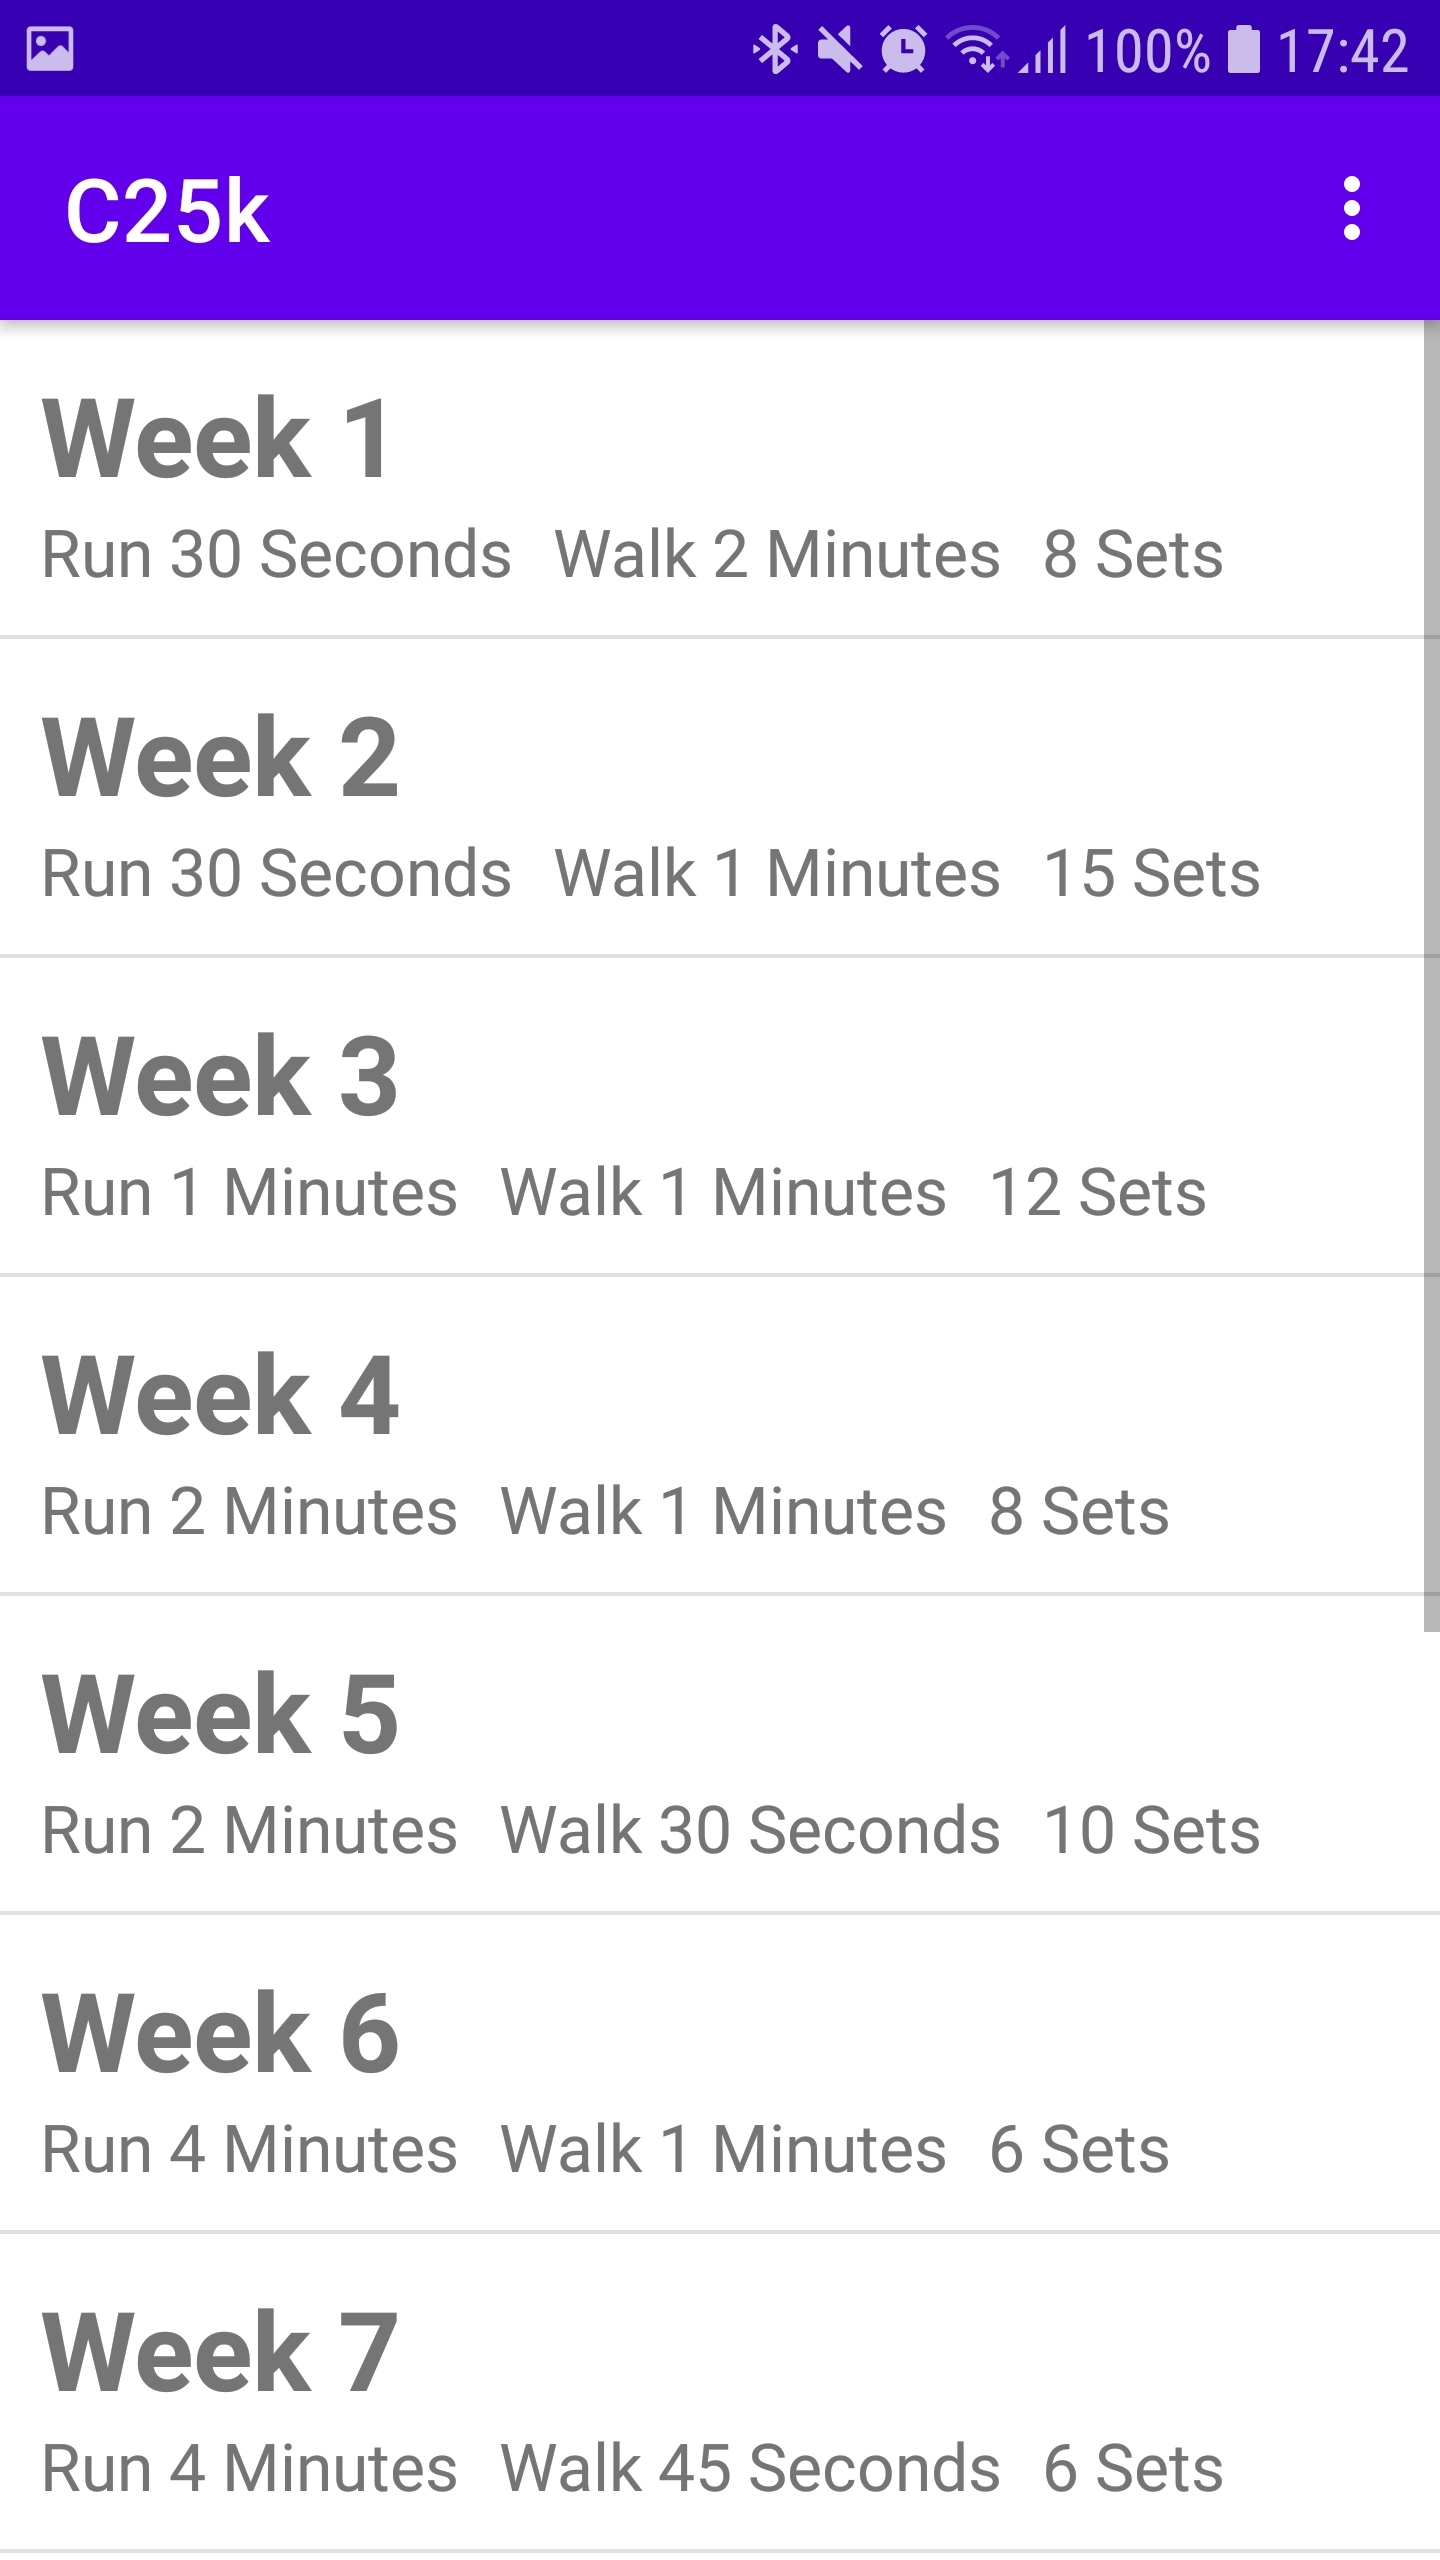 100% 17:42
C25k
Week 1
Run 30 Seconds Walk 2 Minutes 8 Sets
Week 2
Run 30 Seconds Walk 1 Minutes 15 Sets
Week 3
Run 1 Minutes Walk 1 Minutes 12 Sets
Week 4
Run 2 Minutes Walk 1 Minutes 8 Sets
Week 5
Run 2 Minutes Walk 30 Seconds 10 Sets
Week 6
Run 4 Minutes Walk 1 Minutes 6 Sets
Week 7
Run 4 Minutes Walk 45 Seconds 6 Sets